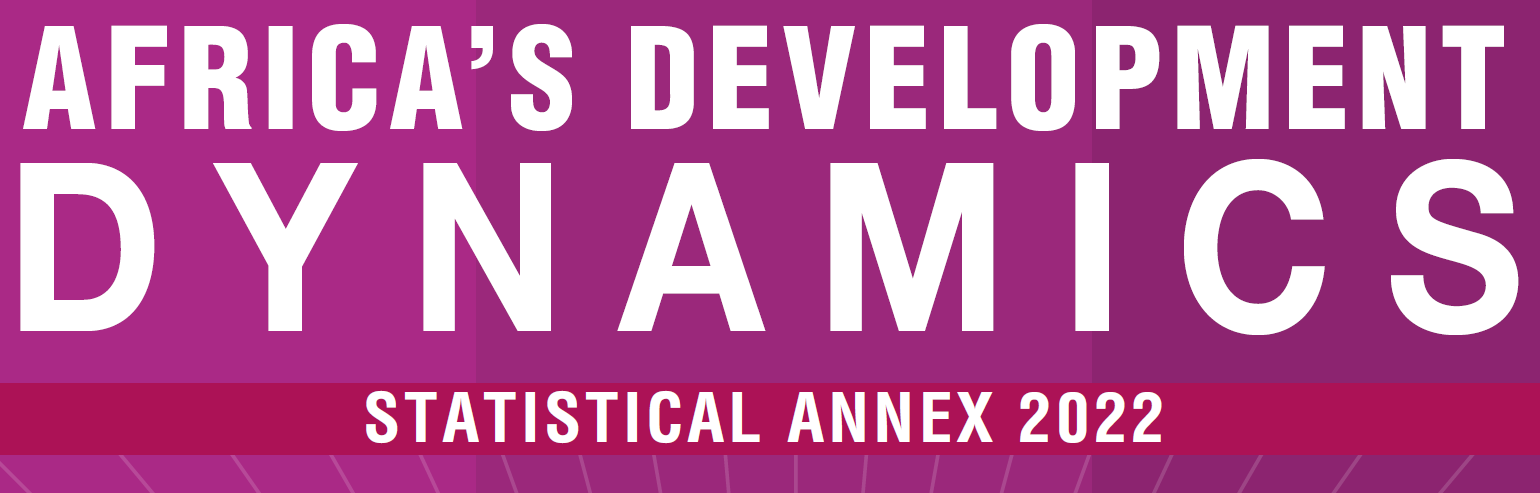 AFRICA’S DEVELOPMENT
DYNAMICS
STATISTICAL ANNEX 2022